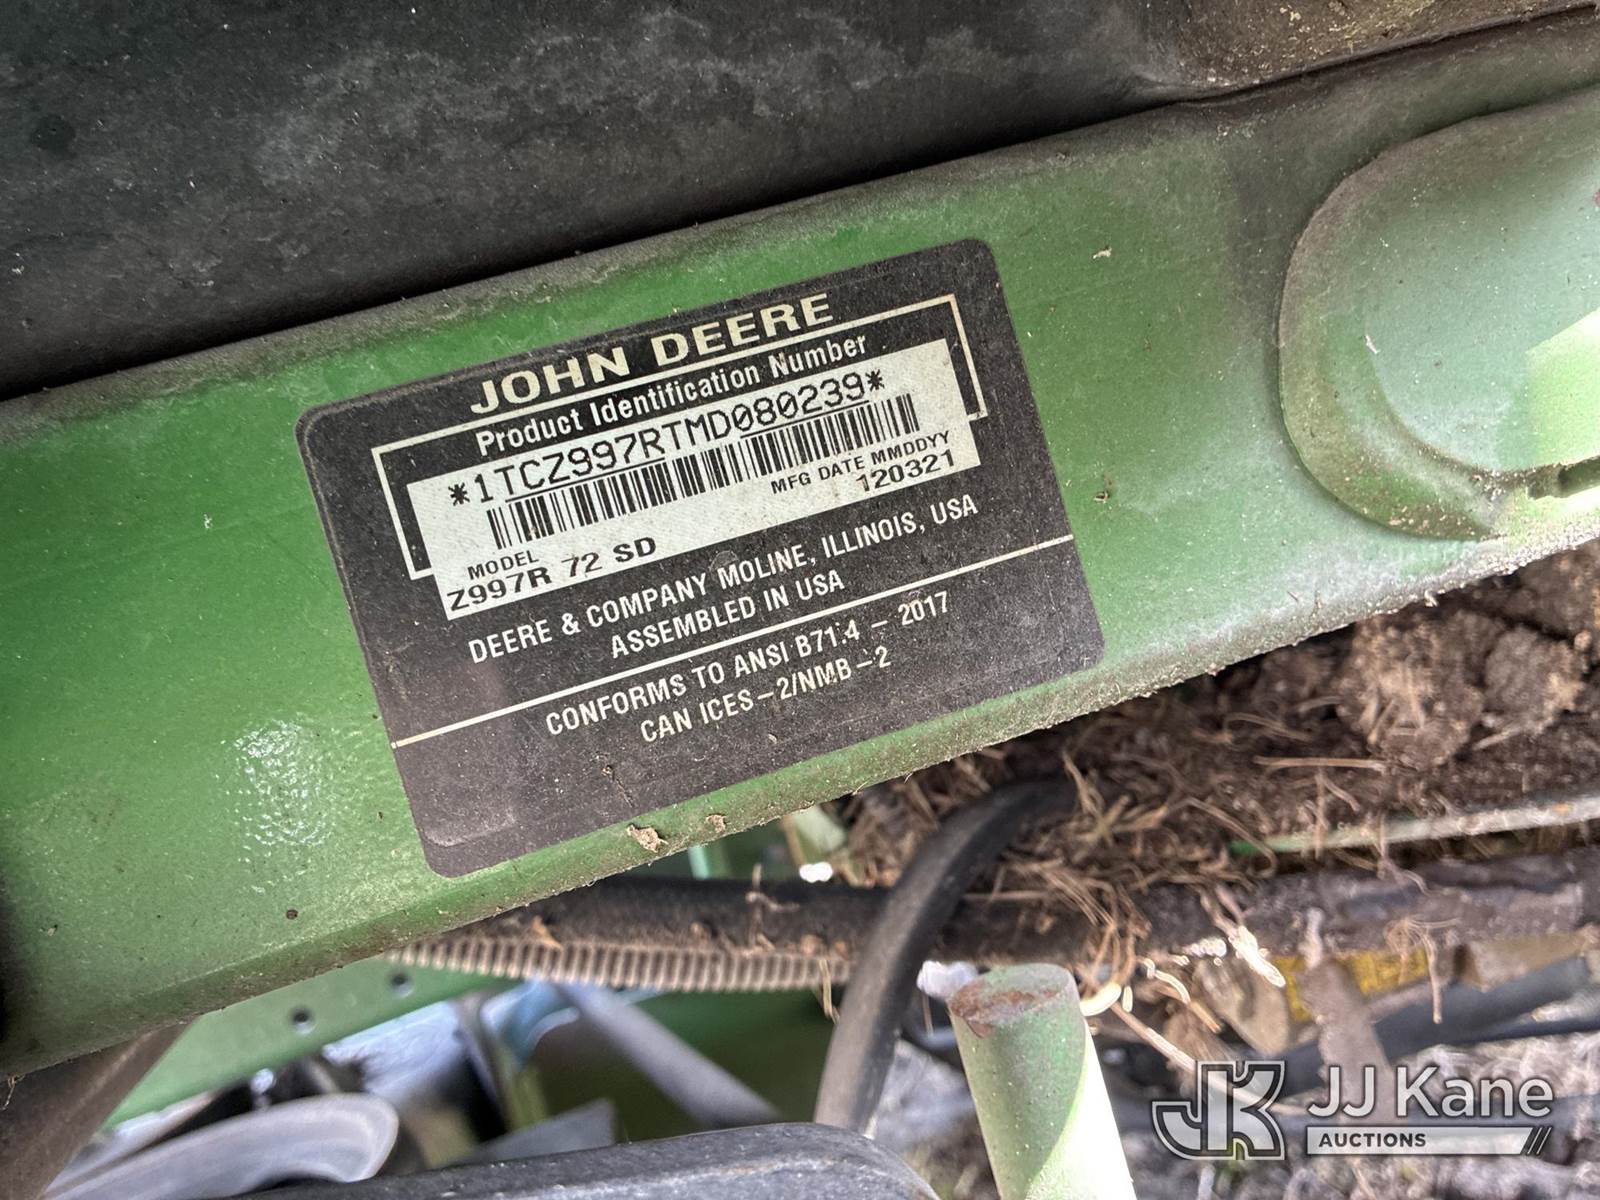 JOHN DEERE
Product Identification Number
*1TCZ997RTMD080239*
MFG DATE MMDDYY
120321
MODEL
Z997R 72 SD
DEERE & COMPANY MOLINE, ILLINOIS, USA
ASSEMBLED IN USA
CONFORMS TO ANSI B71.4 – 2017
CAN ICES–2/NMB–2
JK JJ Kane
AUCTIONS